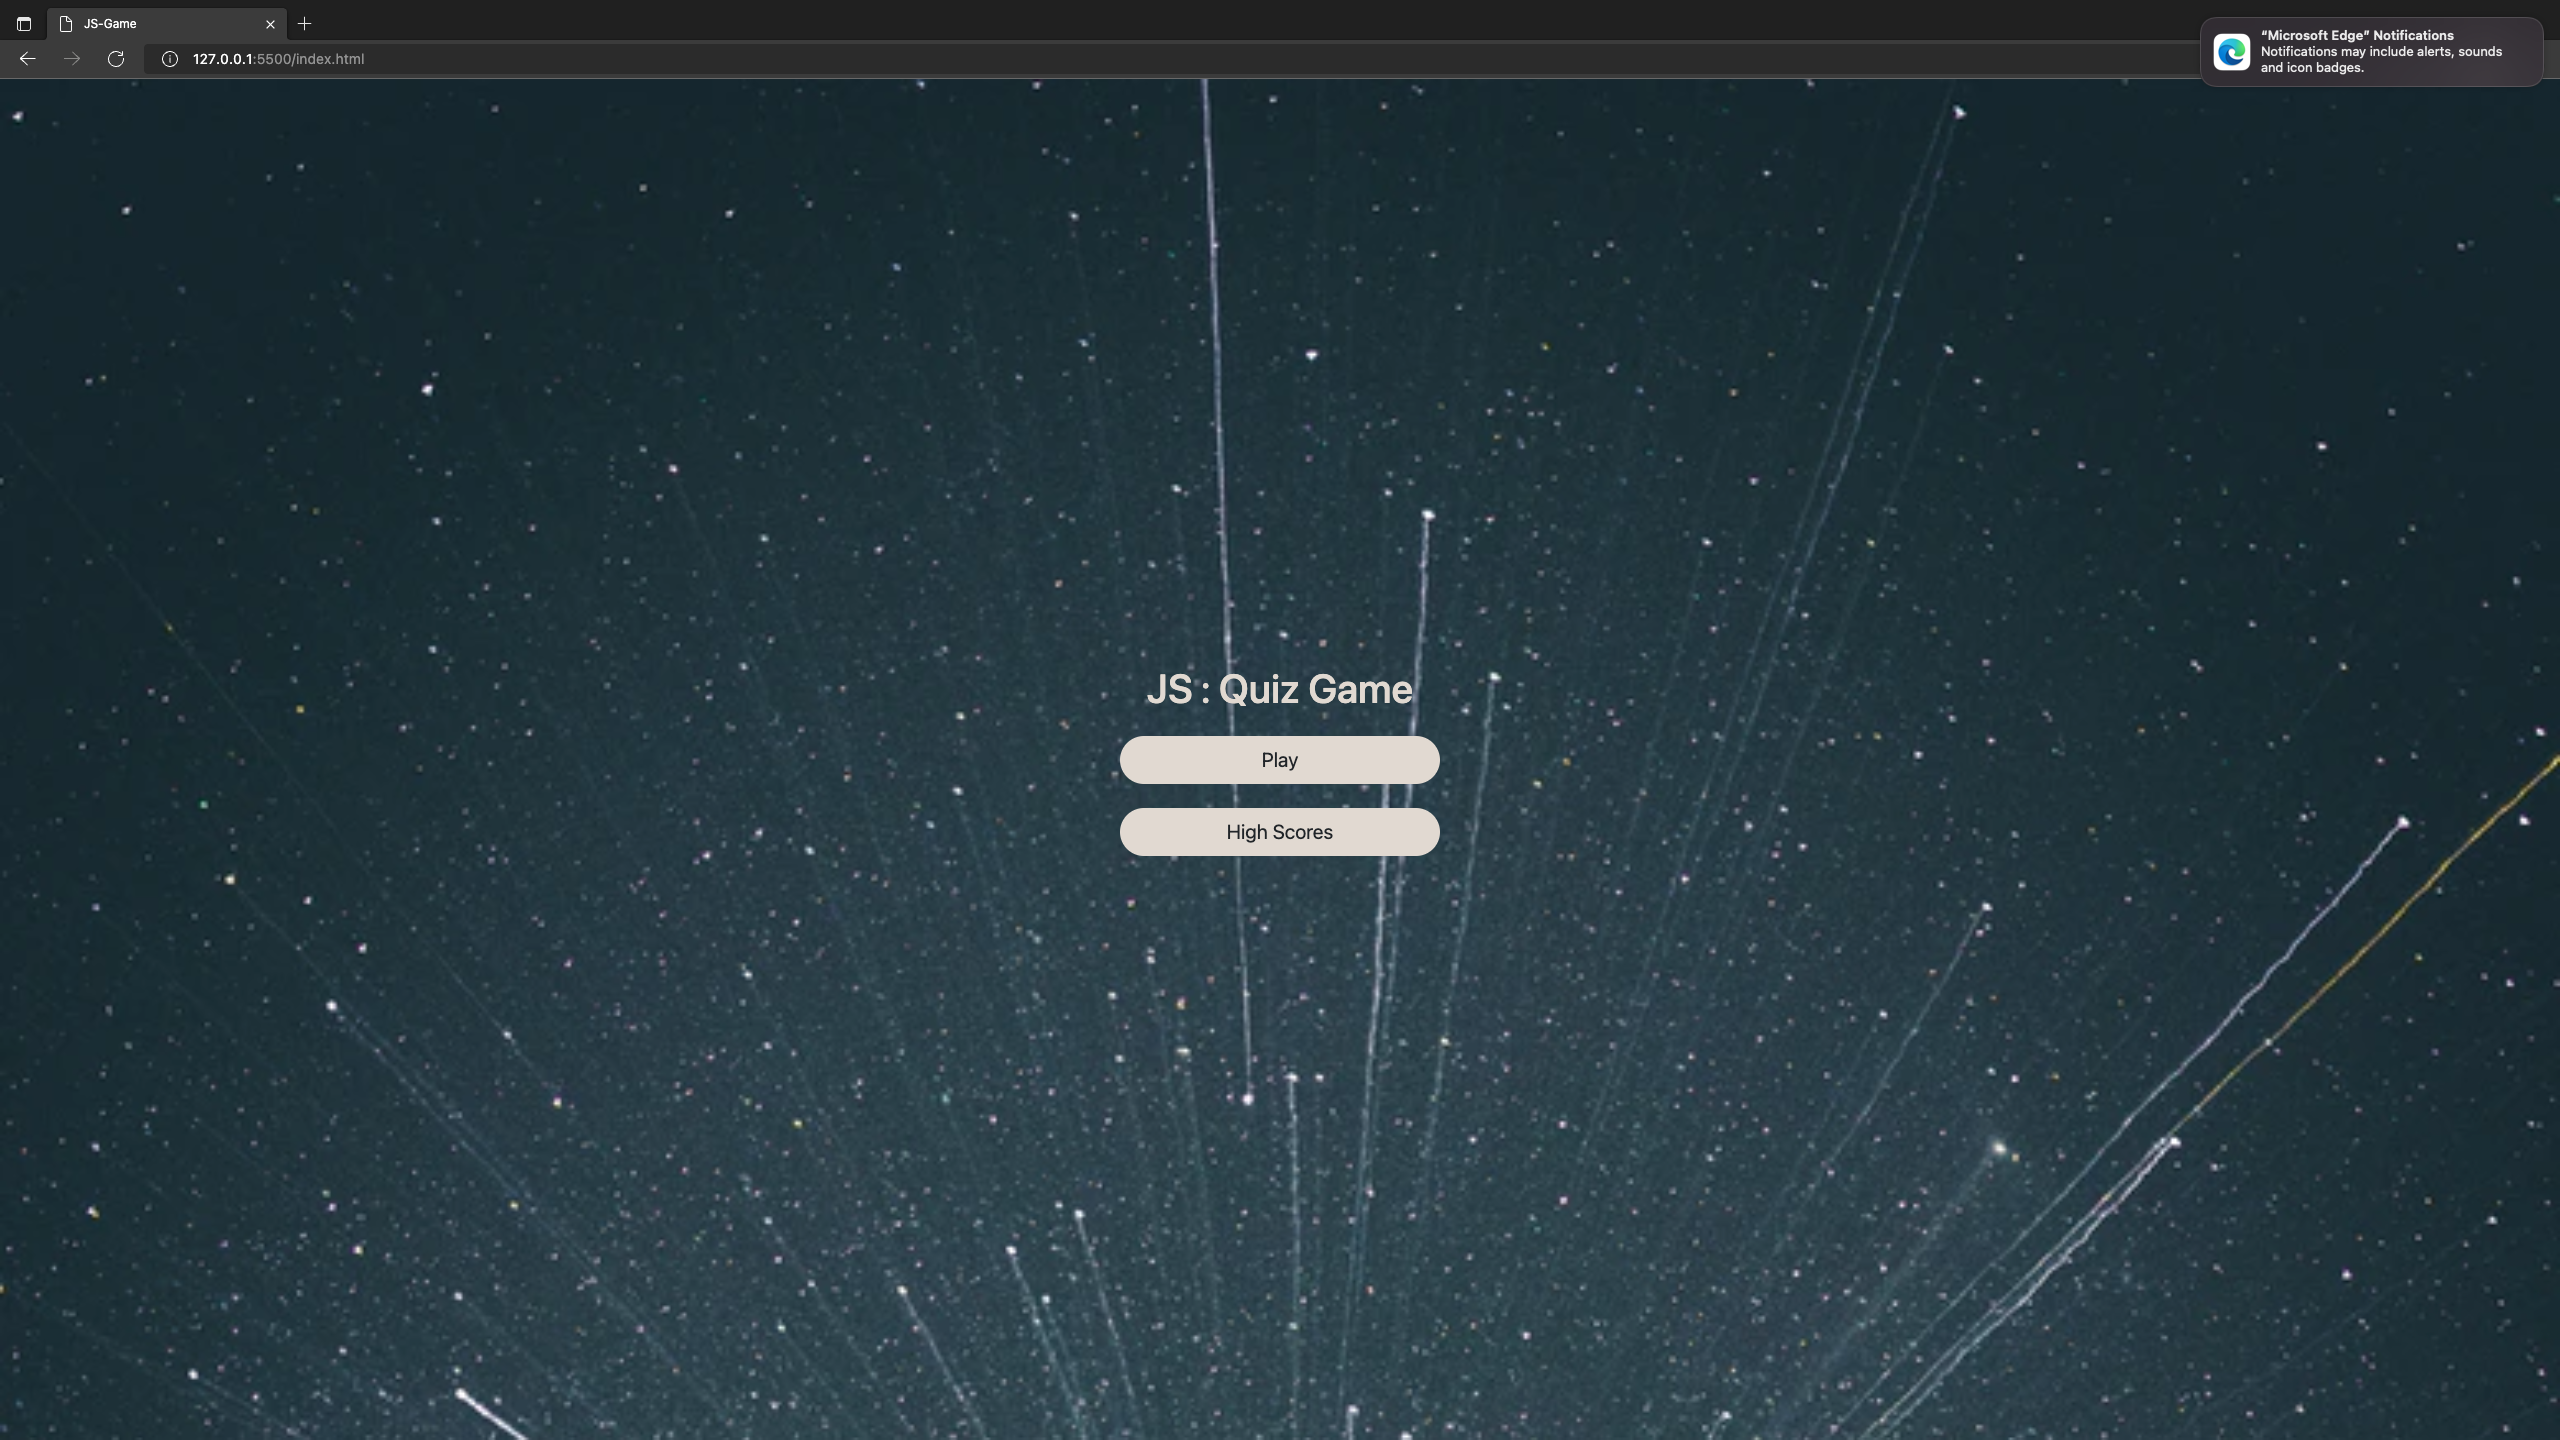 JS-Game
127.0.0.1:5500/index.html
“Microsoft Edge” Notifications
Notifications may include alerts, sounds
and icon badges.
JS : Quiz Game
Play
High Scores